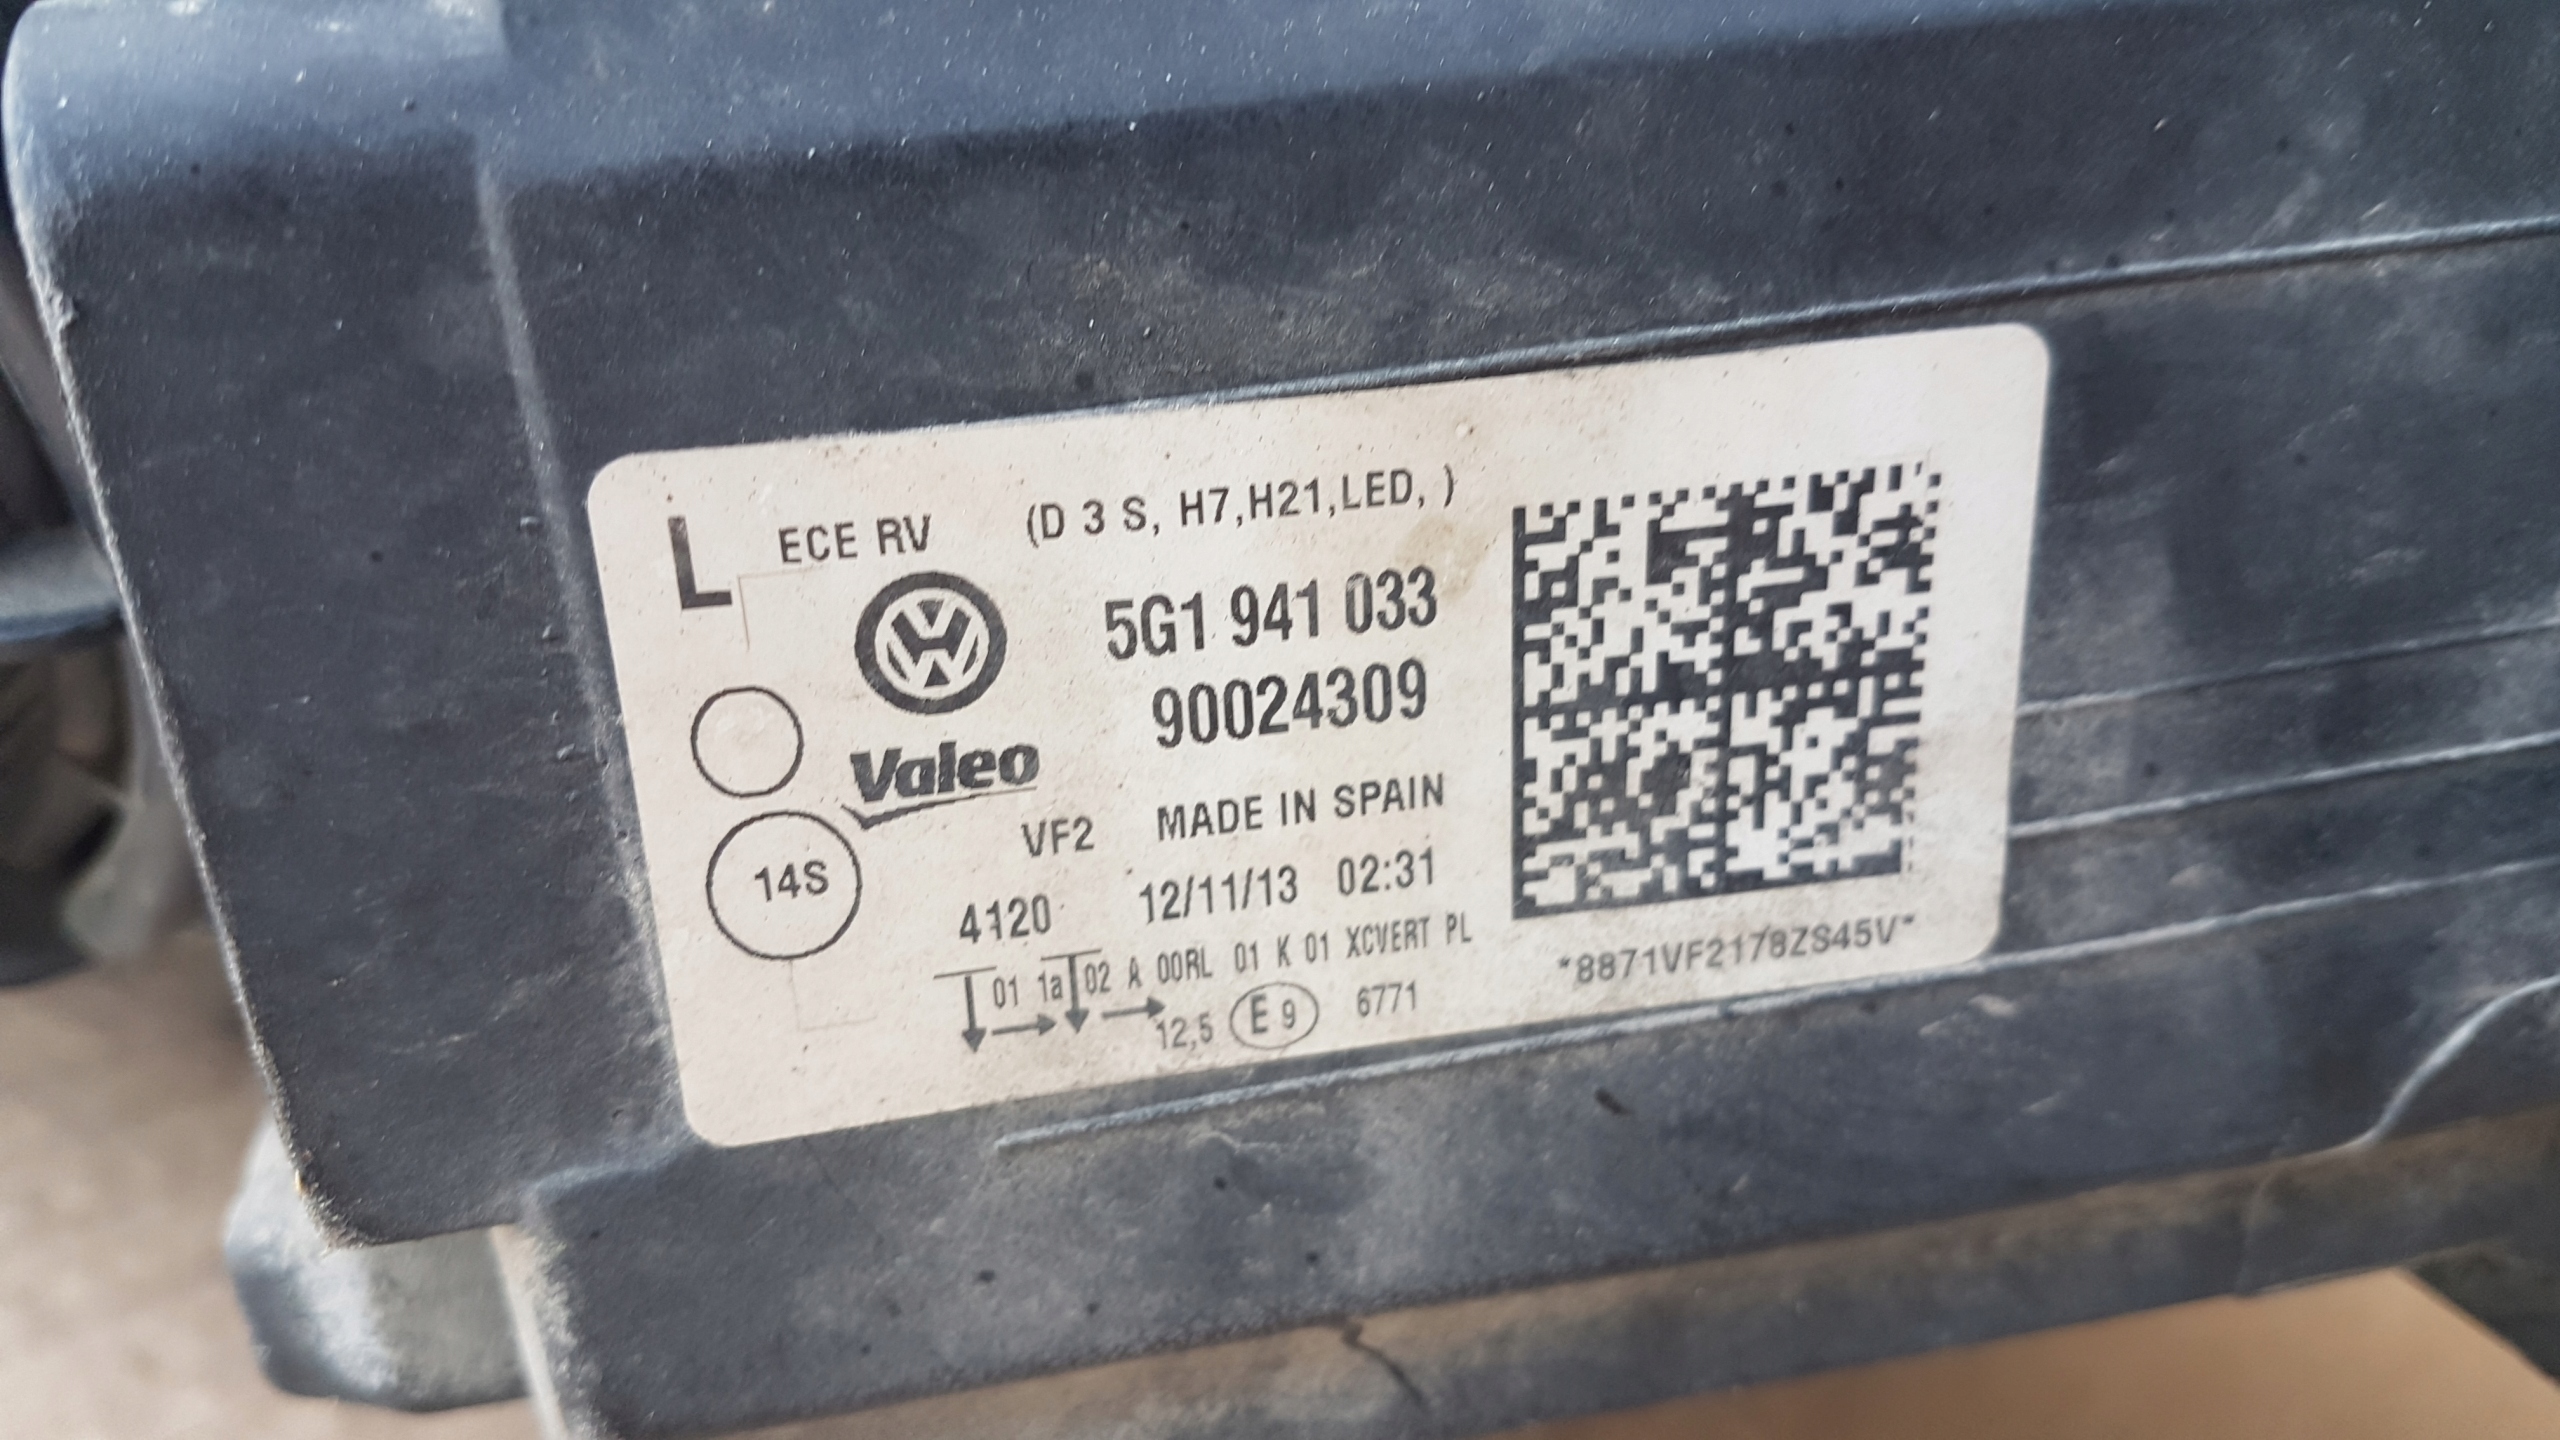 L ECE RV (D 3 S, H7,H21,LED, )
5G1 941 033
90024309
Valeo
VF2 MADE IN SPAIN
14S
4120 12/11/13 02:31
01 1a 02 A 00RL 01 K 01 XCVERT PL
12,5 E 9 6771
*8871VF2178ZS45V*